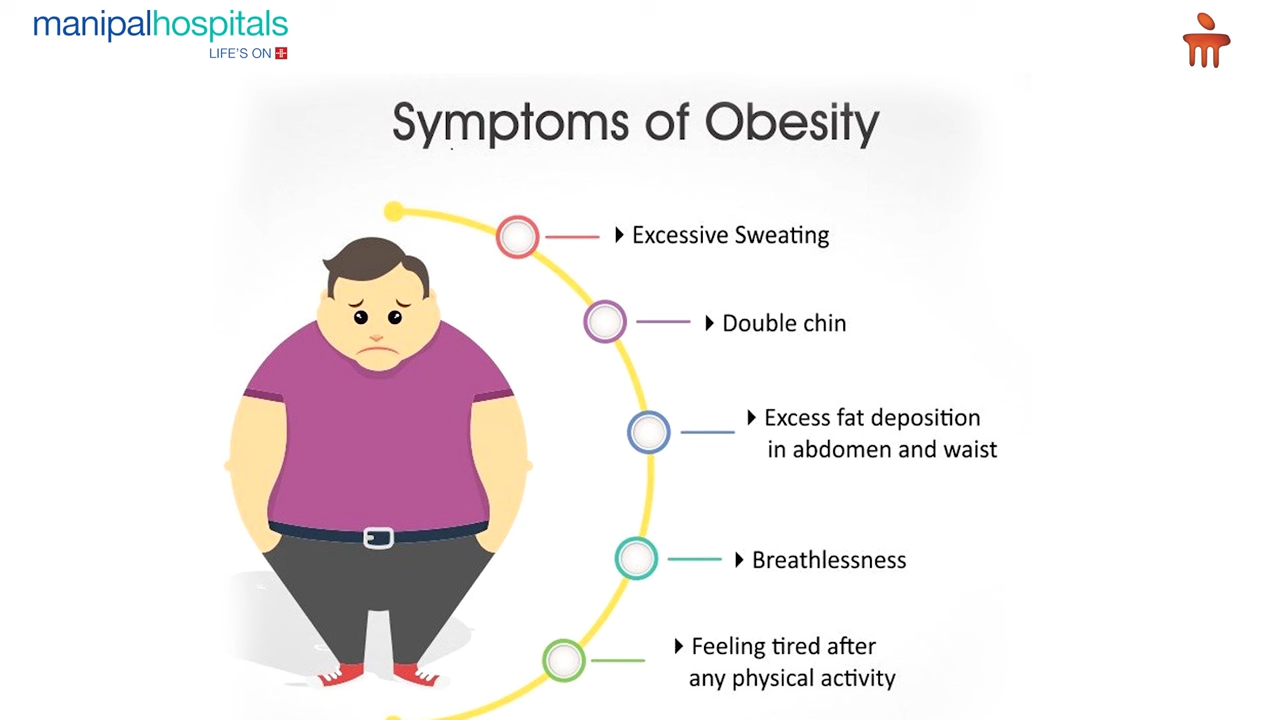 manipalhospitals
LIFE'S ON
Symptoms of Obesity
Excessive Sweating
Double chin
Excess fat deposition
in abdomen and waist
Breathlessness
Feeling tired after
any physical activity